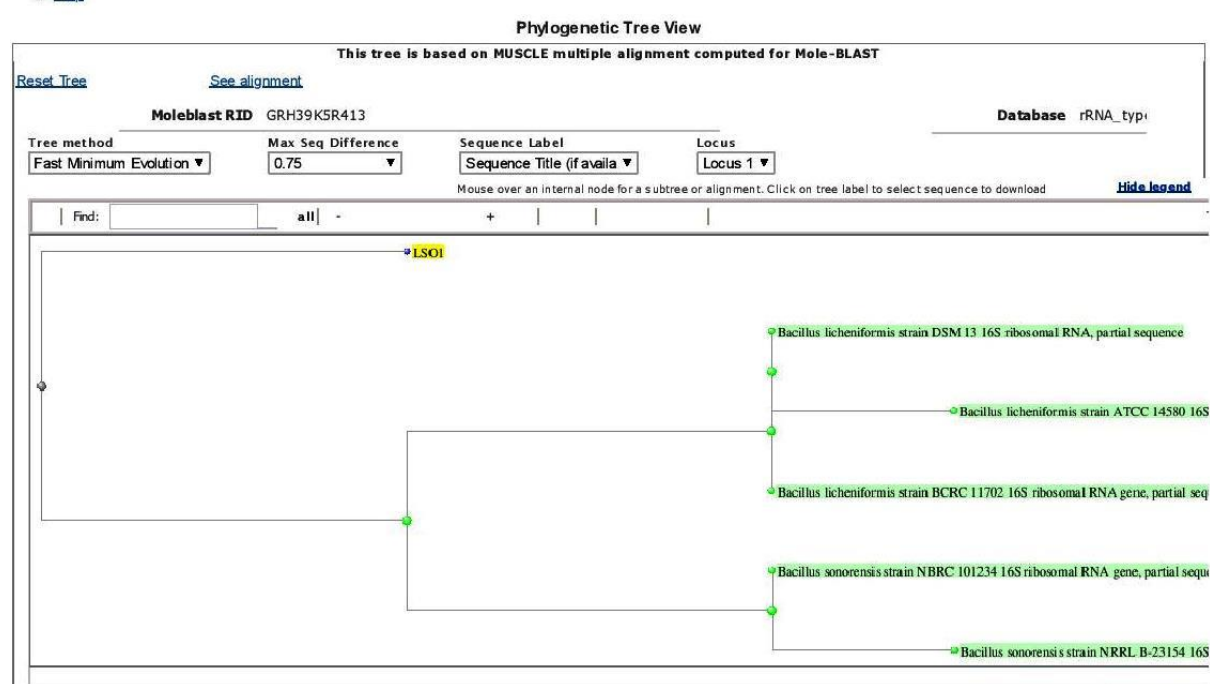 Phylogenetic Tree View
This tree is based on MUSCLE multiple alignment computed for Mole-BLAST
Reset Tree See alignment
Moleblast RID GRH39K5R413 Database rRNA_typ
Tree method Max Seq Difference Sequence Label Locus
Fast Minimum Evolution ▼ 0.75 ▼ Sequence Title (if availa ▼ Locus 1 ▼
Mouse over an internal node for a subtree or alignment. Click on tree label to select sequence to download Hide legend
Find: all - +
LSO1
Bacillus licheniformis strain DSM 13 16S ribosomal RNA, partial sequence
Bacillus licheniformis strain ATCC 14580 16S
Bacillus licheniformis strain BCRC 11702 16S ribosomal RNA gene, partial seq
Bacillus sonorensis strain NBRC 101234 16S ribosomal RNA gene, partial sequ
Bacillus sonorensis strain NRRL B-23154 16S